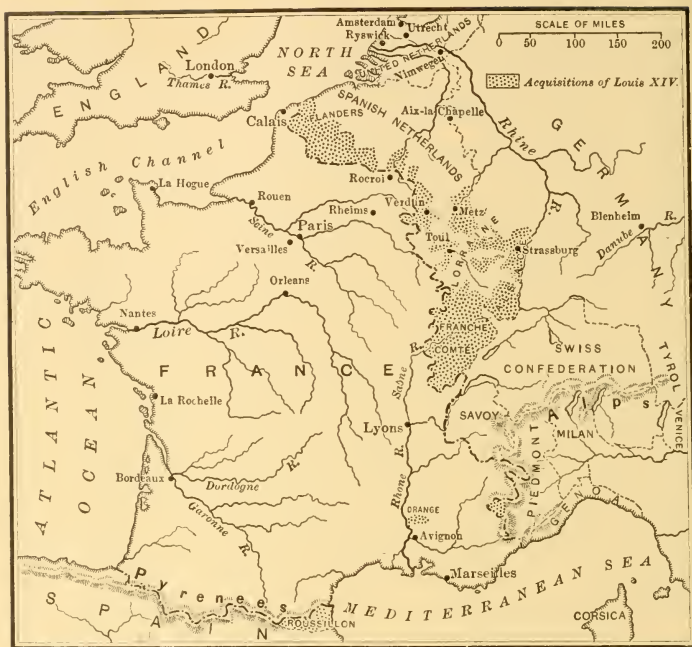 Amsterdam
Utrecht
Ryswick
UNITED NETHERLANDS
Nimwegen
SCALE OF MILES
0 50 100 150 200
Acquisitions of Louis XIV.
ENGLAND
London
Thames R.
NORTH
SEA
Calais
FLANDERS
SPANISH NETHERLANDS
Aix-la-Chapelle
Rhine
R.
GERMANY
English Channel
La Hogue
Rouen
Rocroi
Rheims
Verdun
Metz
Blenheim
Danube R.
Seine
R.
Paris
Versailles
Toul
LORRAINE
Strassburg
Orleans
Nantes
Loire R.
FRANCHE
COMTE
SWISS
CONFEDERATION
TYROL
ATLANTIC
OCEAN
FRANCE
Saône
R.
La Rochelle
Lyons
SAVOY
Alps
PIEDMONT
MILAN
VENICE
Bordeaux
Dordogne
R.
Garonne
R.
Rhone
R.
ORANGE
Avignon
GENOA
Marseilles
MEDITERRANEAN SEA
Pyrenees
SPAIN
ROUSSILLON
CORSICA